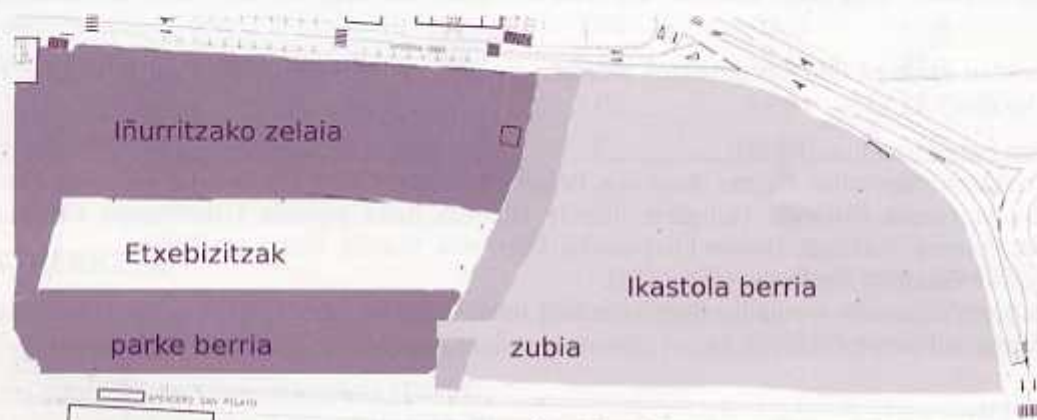 Iñurritzako zelaia
Etxebizitzak
Ikastola berria
parke berria
zubia